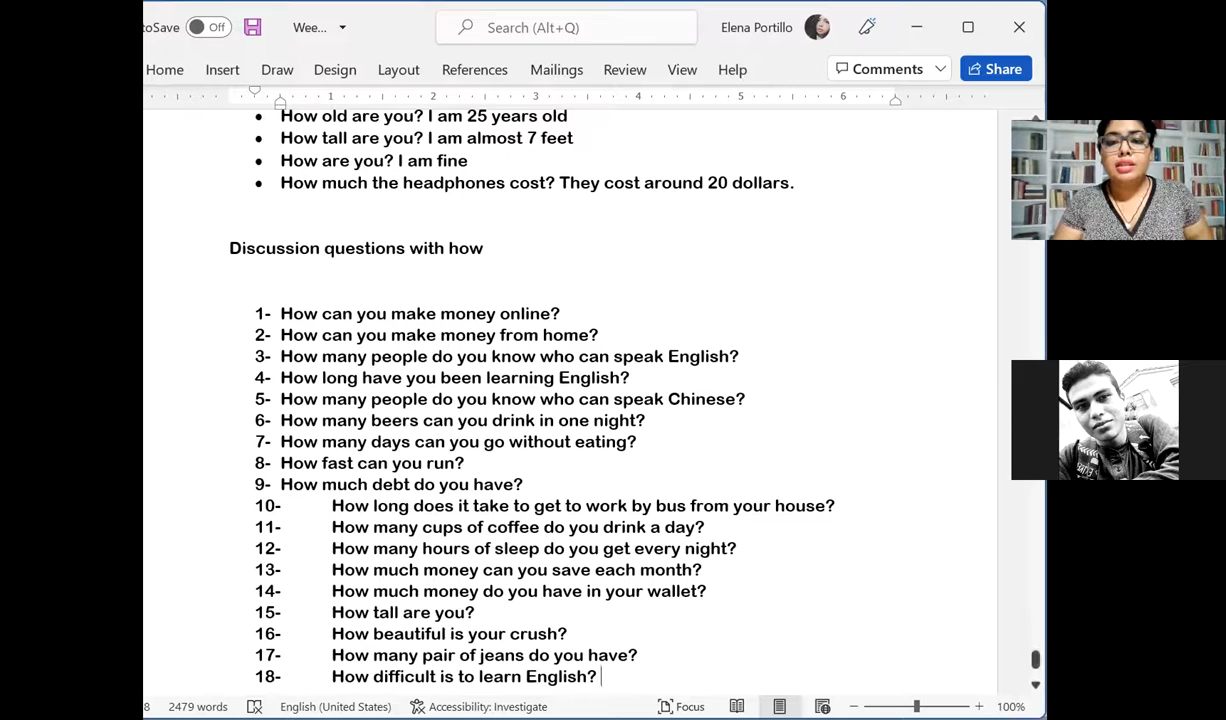 toSave Off Wee... Search (Alt+Q) Elena Portillo
Home Insert Draw Design Layout References Mailings Review View Help Comments Share
1 2 3 4 5 6
• How old are you? I am 25 years old
• How tall are you? I am almost 7 feet
• How are you? I am fine
• How much the headphones cost? They cost around 20 dollars.
Discussion questions with how
1- How can you make money online?
2- How can you make money from home?
3- How many people do you know who can speak English?
4- How long have you been learning English?
5- How many people do you know who can speak Chinese?
6- How many beers can you drink in one night?
7- How many days can you go without eating?
8- How fast can you run?
9- How much debt do you have?
10- How long does it take to get to work by bus from your house?
11- How many cups of coffee do you drink a day?
12- How many hours of sleep do you get every night?
13- How much money can you save each month?
14- How much money do you have in your wallet?
15- How tall are you?
16- How beautiful is your crush?
17- How many pair of jeans do you have?
18- How difficult is to learn English?
8 2479 words English (United States) Accessibility: Investigate Focus 100%